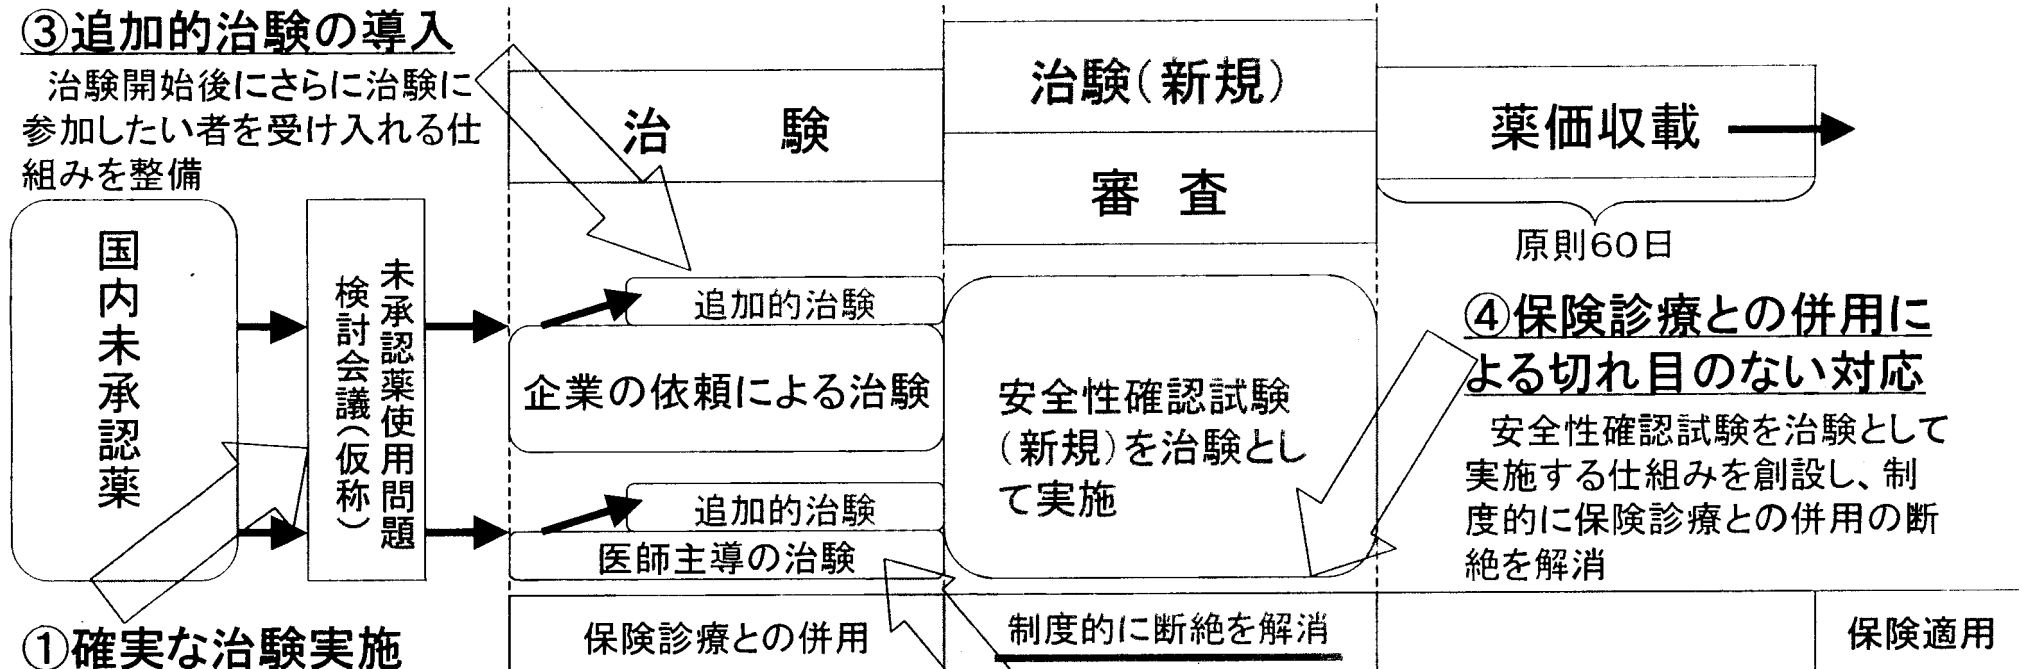 ③追加的治験の導入
治験開始後にさらに治験に
参加したい者を受け入れる仕
組みを整備
治　験
治験(新規)
審　査
薬価収載
原則60日
国内未承認薬
未承認薬使用問題
検討会議(仮称)
追加的治験
企業の依頼による治験
追加的治験
医師主導の治験
安全性確認試験
(新規)を治験とし
て実施
④保険診療との併用に
よる切れ目のない対応
安全性確認試験を治験として
実施する仕組みを創設し、制
度的に保険診療との併用の断
絶を解消
①確実な治験実施
保険診療との併用
制度的に断絶を解消
保険適用